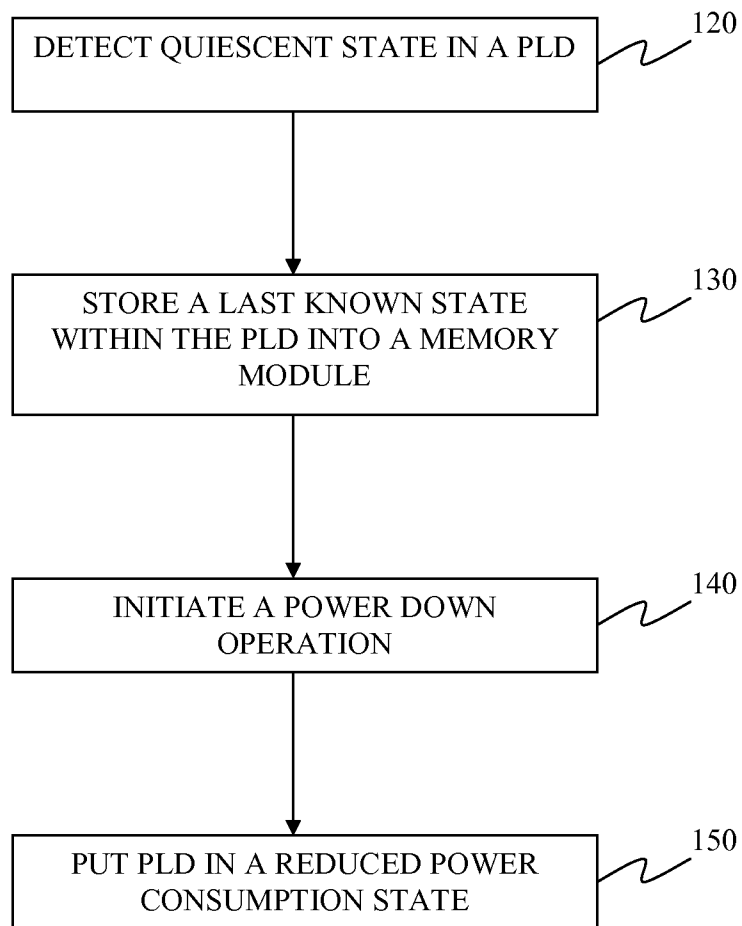 120
DETECT QUIESCENT STATE IN A PLD
130
STORE A LAST KNOWN STATE
WITHIN THE PLD INTO A MEMORY
MODULE
140
INITIATE A POWER DOWN
OPERATION
150
PUT PLD IN A REDUCED POWER
CONSUMPTION STATE